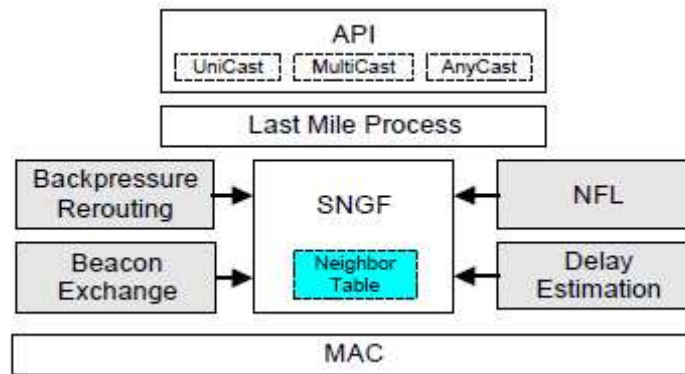 API
UniCast MultiCast AnyCast
Last Mile Process
Backpressure
Rerouting
SNGF
NFL
Beacon
Exchange
Neighbor
Table
Delay
Estimation
MAC